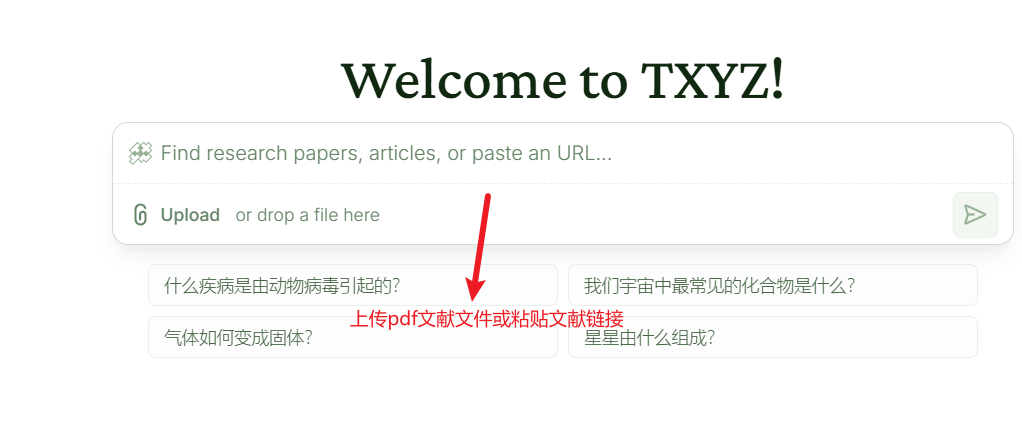 Welcome to TXYZ!
Find research papers, articles, or paste an URL...
Upload or drop a file here
什么疾病是由动物病毒引起的?
我们宇宙中最常见的化合物是什么?
上传pdf文献文件或粘贴文献链接
气体如何变成固体?
星星由什么组成?